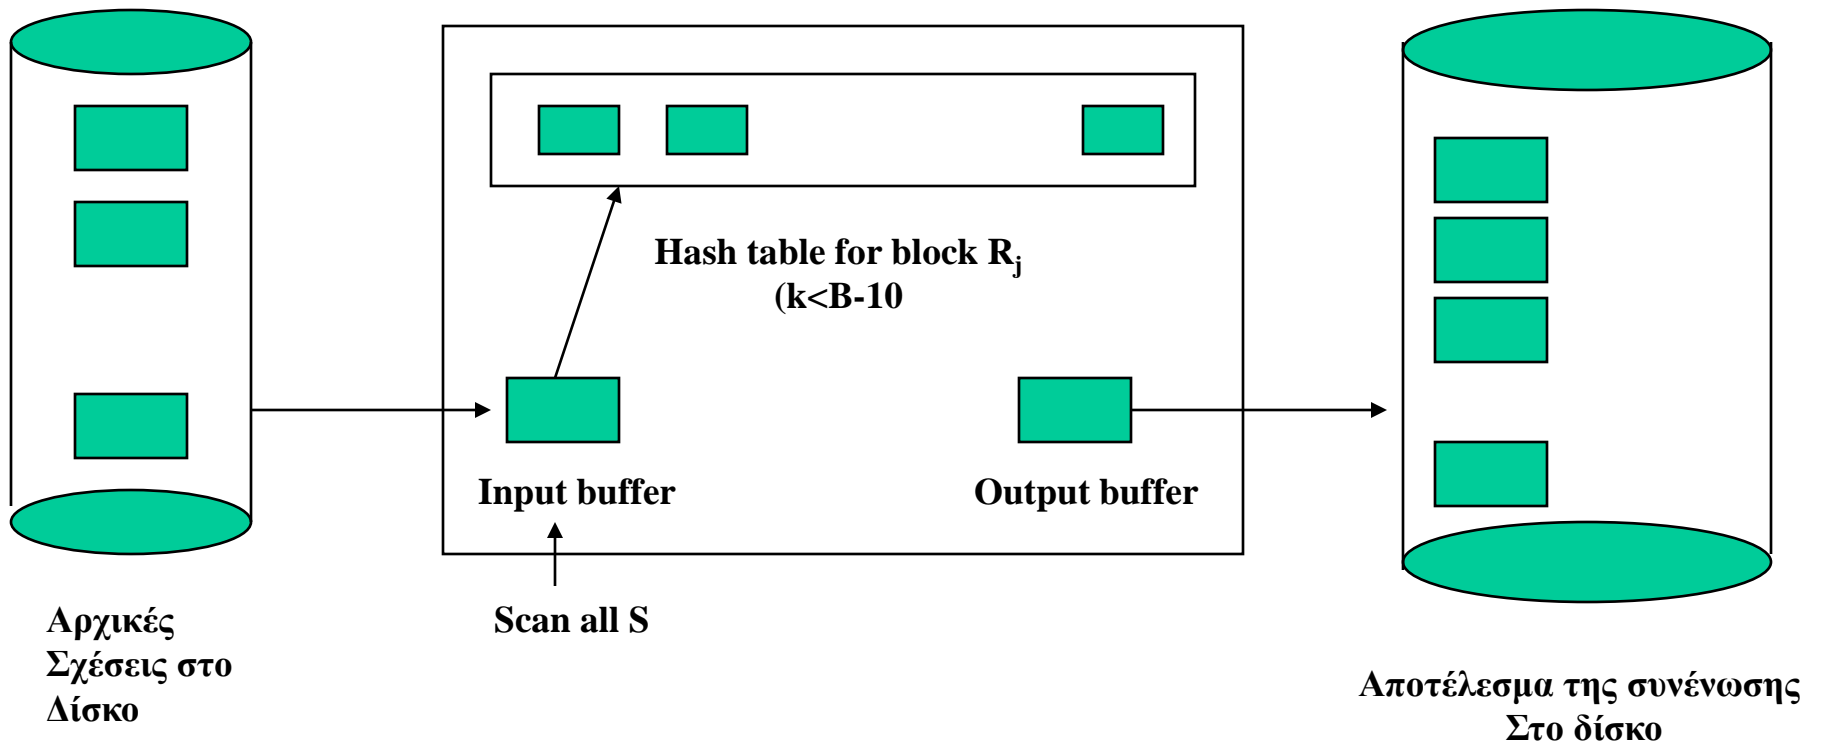 Hash table for block Rj
(k<B-10
Input buffer
Output buffer
Scan all S
Αρχικές
Σχέσεις στο
Δίσκο
Αποτέλεσμα της συνένωσης
Στο δίσκο